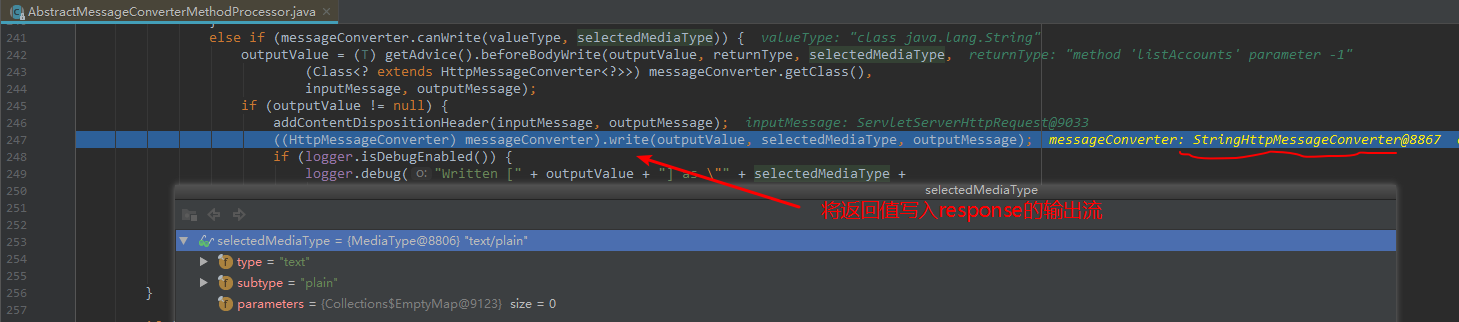 AbstractMessageConverterMethodProcessor.java ×
241 else if (messageConverter.canWrite(valueType, selectedMediaType)) { valueType: "class java.lang.String"
242 outputValue = (T) getAdvice().beforeBodyWrite(outputValue, returnType, selectedMediaType, returnType: "method 'listAccounts' parameter -1"
243 (Class<? extends HttpMessageConverter<?>>) messageConverter.getClass(),
244 inputMessage, outputMessage);
245 if (outputValue != null) {
246 addContentDispositionHeader(inputMessage, outputMessage); inputMessage: ServletServerHttpRequest@9033
247 ((HttpMessageConverter) messageConverter).write(outputValue, selectedMediaType, outputMessage); messageConverter: StringHttpMessageConverter@8867
248 if (logger.isDebugEnabled()) {
249 logger.debug( o: "Written [" + outputValue + "] as \"" + selectedMediaType +
250 selectedMediaType
251 将返回值写入response的输出流
252
253 selectedMediaType = {MediaType@8806} "text/plain"
254 type = "text"
255 subtype = "plain"
256 } parameters = {Collections$EmptyMap@9123} size = 0
257